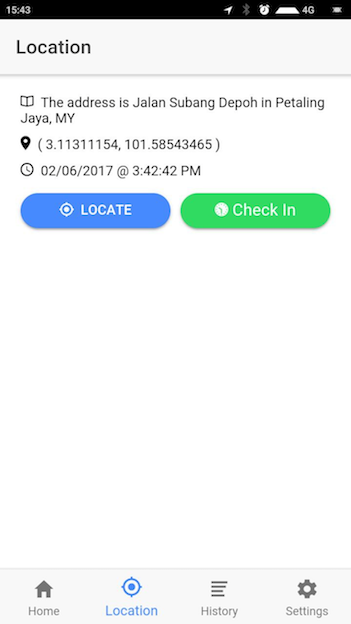 15:43
4G
Location
The address is Jalan Subang Depoh in Petaling
Jaya, MY
( 3.11311154, 101.58543465 )
02/06/2017 @ 3:42:42 PM
LOCATE
Check In
Home
Location
History
Settings